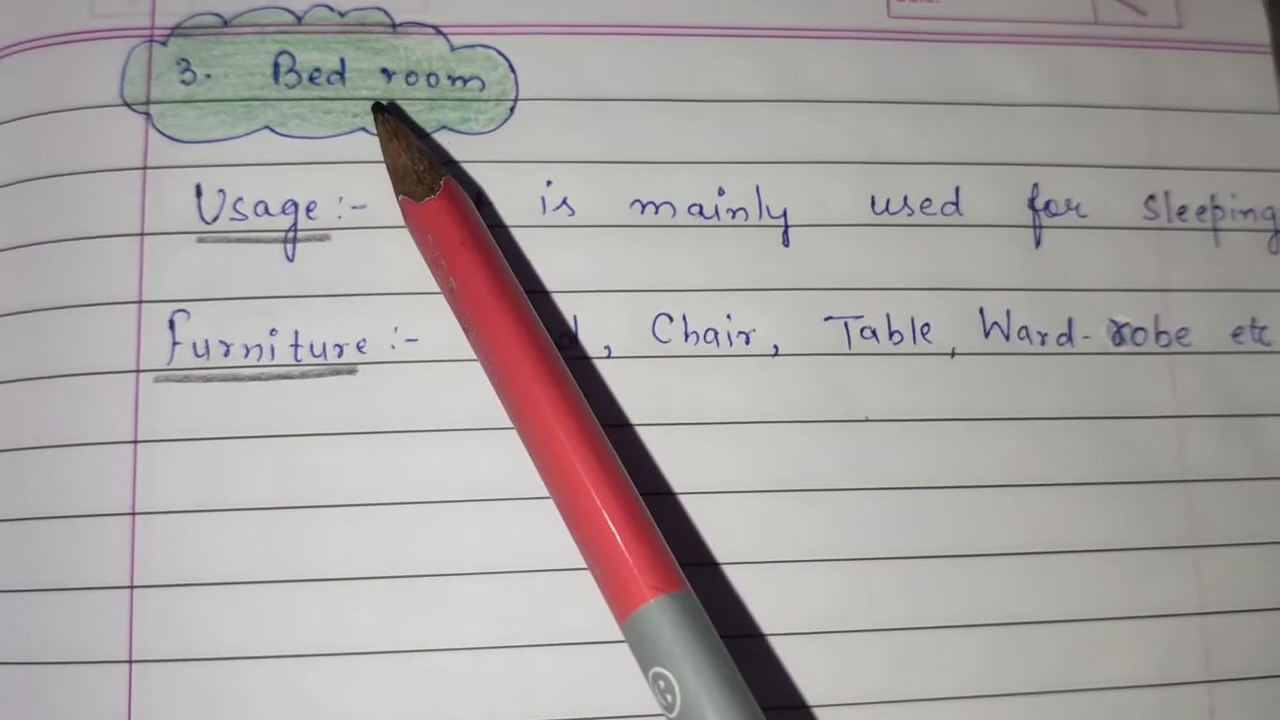 3. Bed room
Usage :- is mainly used for Sleeping
Furniture :- , Chair, Table, Ward-robe etc